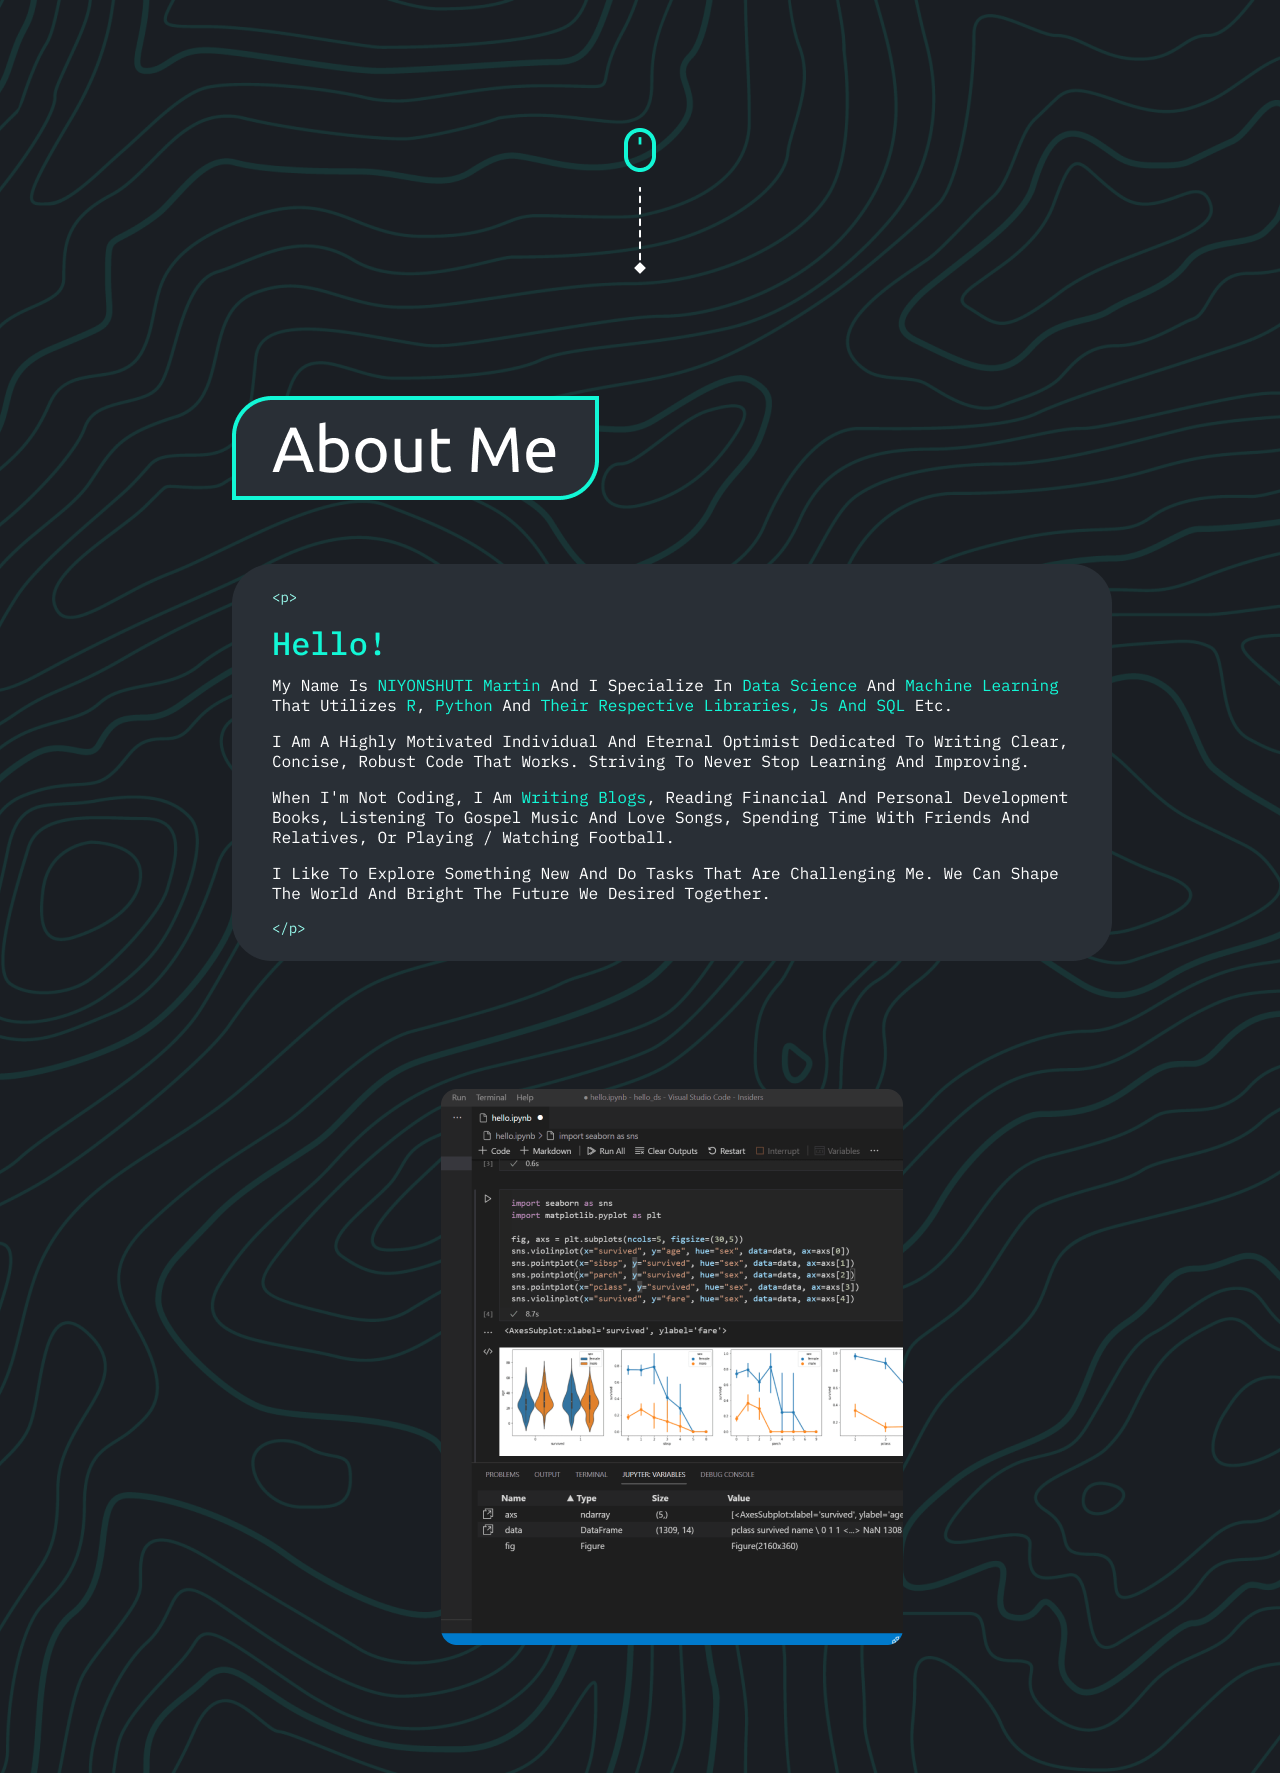 About Me
<p>
Hello!
My Name Is NIYONSHUTI Martin And I Specialize In Data Science And Machine Learning
That Utilizes R, Python And Their Respective Libraries, Js And SQL Etc.
I Am A Highly Motivated Individual And Eternal Optimist Dedicated To Writing Clear,
Concise, Robust Code That Works. Striving To Never Stop Learning And Improving.
When I'm Not Coding, I Am Writing Blogs, Reading Financial And Personal Development
Books, Listening To Gospel Music And Love Songs, Spending Time With Friends And
Relatives, Or Playing / Watching Football.
I Like To Explore Something New And Do Tasks That Are Challenging Me. We Can Shape
The World And Bright The Future We Desired Together.
</p>
Run Terminal Help ● hello.ipynb - hello_ds - Visual Studio Code - Insiders
··· hello.ipynb ●
hello.ipynb > import seaborn as sns
+ Code + Markdown | Run All Clear Outputs Restart Interrupt | Variables ···
[3] ✓ 0.6s
import seaborn as sns
import matplotlib.pyplot as plt
fig, axs = plt.subplots(ncols=5, figsize=(30,5))
sns.violinplot(x="survived", y="age", hue="sex", data=data, ax=axs[0])
sns.pointplot(x="sibsp", y="survived", hue="sex", data=data, ax=axs[1])
sns.pointplot(x="parch", y="survived", hue="sex", data=data, ax=axs[2])
sns.pointplot(x="pclass", y="survived", hue="sex", data=data, ax=axs[3])
sns.violinplot(x="survived", y="fare", hue="sex", data=data, ax=axs[4])
[4] ✓ 8.7s
··· <AxesSubplot:xlabel='survived', ylabel='fare'>
PROBLEMS OUTPUT TERMINAL JUPYTER: VARIABLES DEBUG CONSOLE
Name ▲ Type Size Value
axs ndarray (5,) [<AxesSubplot:xlabel='survived', ylabel='age
data DataFrame (1309, 14) pclass survived name \ 0 1 1 <...> NaN 1308
fig Figure Figure(2160x360)